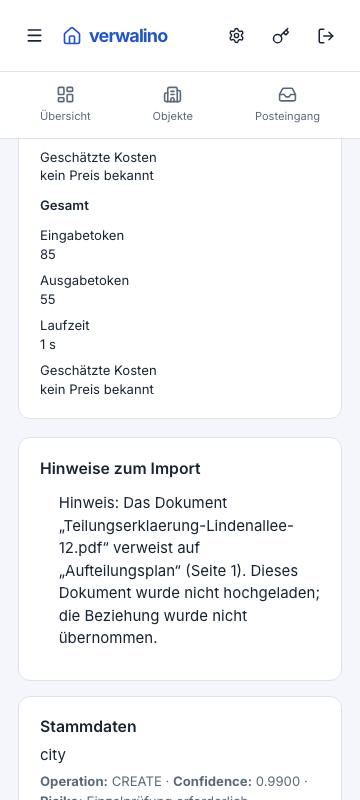 verwalino
Übersicht
Objekte
Posteingang
Geschätzte Kosten
kein Preis bekannt
Gesamt
Eingabetoken
85
Ausgabetoken
55
Laufzeit
1 s
Geschätzte Kosten
kein Preis bekannt
Hinweise zum Import
Hinweis: Das Dokument
„Teilungserklaerung-Lindenallee-
12.pdf“ verweist auf
„Aufteilungsplan“ (Seite 1). Dieses
Dokument wurde nicht hochgeladen;
die Beziehung wurde nicht
übernommen.
Stammdaten
city
Operation: CREATE · Confidence: 0.9900 ·